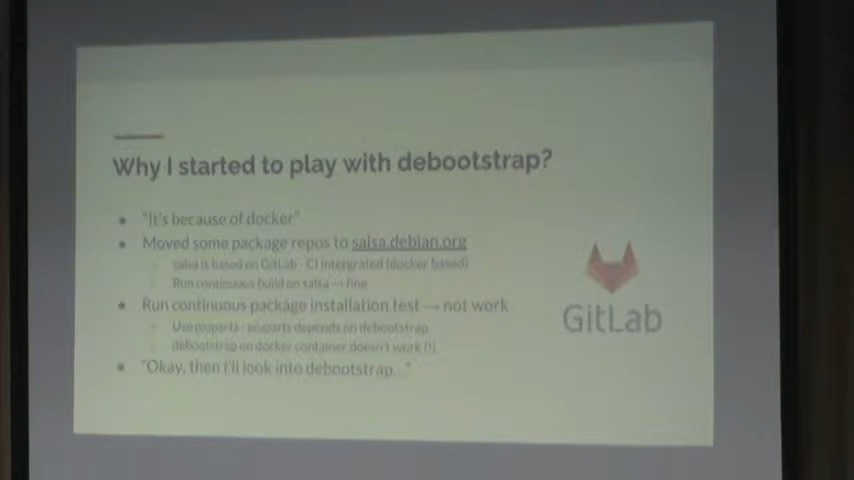 Why I started to play with debootstrap?
"It's because of docker"
Moved some package repos to salsa.debian.org
salsa is based on GitLab - CI intergrated (docker based)
Run continuous build on salsa → fine
Run continuous package installation test → not work
Use piuparts - piuparts depends on debootstrap
debootstrap on docker container doesn't work (!)
"Okay, then I'll look into debootstrap..."
GitLab